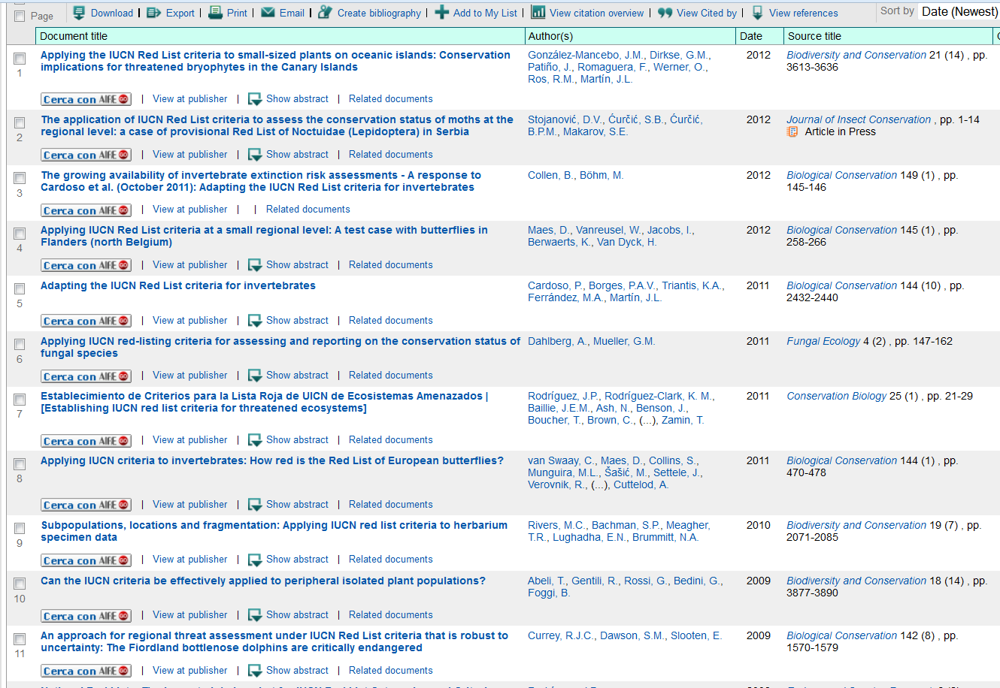 Page
Download | Export | Print | Email | Create bibliography | Add to My List | View citation overview | View Cited by | View references
Sort by Date (Newest)
Document title Author(s) Date Source title
1
Applying the IUCN Red List criteria to small-sized plants on oceanic islands: Conservation
implications for threatened bryophytes in the Canary Islands
González-Mancebo, J.M., Dirkse, G.M.,
Patiño, J., Romaguera, F., Werner, O.,
Ros, R.M., Martín, J.L.
2012
Biodiversity and Conservation 21 (14) , pp.
3613-3636
Cerca con AIRE GO | View at publisher | Show abstract | Related documents
2
The application of IUCN Red List criteria to assess the conservation status of moths at the
regional level: a case of provisional Red List of Noctuidae (Lepidoptera) in Serbia
Stojanović, D.V., Ćurčić, S.B., Ćurčić,
B.P.M., Makarov, S.E.
2012
Journal of Insect Conservation , pp. 1-14
Article in Press
Cerca con AIRE GO | View at publisher | Show abstract | Related documents
3
The growing availability of invertebrate extinction risk assessments - A response to
Cardoso et al. (October 2011): Adapting the IUCN Red List criteria for invertebrates
Collen, B., Böhm, M.
2012
Biological Conservation 149 (1) , pp.
145-146
Cerca con AIRE GO | View at publisher | | Related documents
4
Applying IUCN Red List criteria at a small regional level: A test case with butterflies in
Flanders (north Belgium)
Maes, D., Vanreusel, W., Jacobs, I.,
Berwaerts, K., Van Dyck, H.
2012
Biological Conservation 145 (1) , pp.
258-266
Cerca con AIRE GO | View at publisher | Show abstract | Related documents
5
Adapting the IUCN Red List criteria for invertebrates
Cardoso, P., Borges, P.A.V., Triantis, K.A.,
Ferrández, M.A., Martín, J.L.
2011
Biological Conservation 144 (10) , pp.
2432-2440
Cerca con AIRE GO | View at publisher | Show abstract | Related documents
6
Applying IUCN red-listing criteria for assessing and reporting on the conservation status of
fungal species
Dahlberg, A., Mueller, G.M.
2011
Fungal Ecology 4 (2) , pp. 147-162
Cerca con AIRE GO | View at publisher | Show abstract | Related documents
7
Establecimiento de Criterios para la Lista Roja de UICN de Ecosistemas Amenazados |
[Establishing IUCN red list criteria for threatened ecosystems]
Rodríguez, J.P., Rodríguez-Clark, K. M.,
Baillie, J.E.M., Ash, N., Benson, J.,
Boucher, T., Brown, C., (...), Zamin, T.
2011
Conservation Biology 25 (1) , pp. 21-29
Cerca con AIRE GO | View at publisher | Show abstract | Related documents
8
Applying IUCN criteria to invertebrates: How red is the Red List of European butterflies?
van Swaay, C., Maes, D., Collins, S.,
Munguira, M.L., Šašić, M., Settele, J.,
Verovnik, R., (...), Cuttelod, A.
2011
Biological Conservation 144 (1) , pp.
470-478
Cerca con AIRE GO | View at publisher | Show abstract | Related documents
9
Subpopulations, locations and fragmentation: Applying IUCN red list criteria to herbarium
specimen data
Rivers, M.C., Bachman, S.P., Meagher,
T.R., Lughadha, E.N., Brummitt, N.A.
2010
Biodiversity and Conservation 19 (7) , pp.
2071-2085
Cerca con AIRE GO | View at publisher | Show abstract | Related documents
10
Can the IUCN criteria be effectively applied to peripheral isolated plant populations?
Abeli, T., Gentili, R., Rossi, G., Bedini, G.,
Foggi, B.
2009
Biodiversity and Conservation 18 (14) , pp.
3877-3890
Cerca con AIRE GO | View at publisher | Show abstract | Related documents
11
An approach for regional threat assessment under IUCN Red List criteria that is robust to
uncertainty: The Fiordland bottlenose dolphins are critically endangered
Currey, R.J.C., Dawson, S.M., Slooten, E.
2009
Biological Conservation 142 (8) , pp.
1570-1579
Cerca con AIRE GO | View at publisher | Show abstract | Related documents